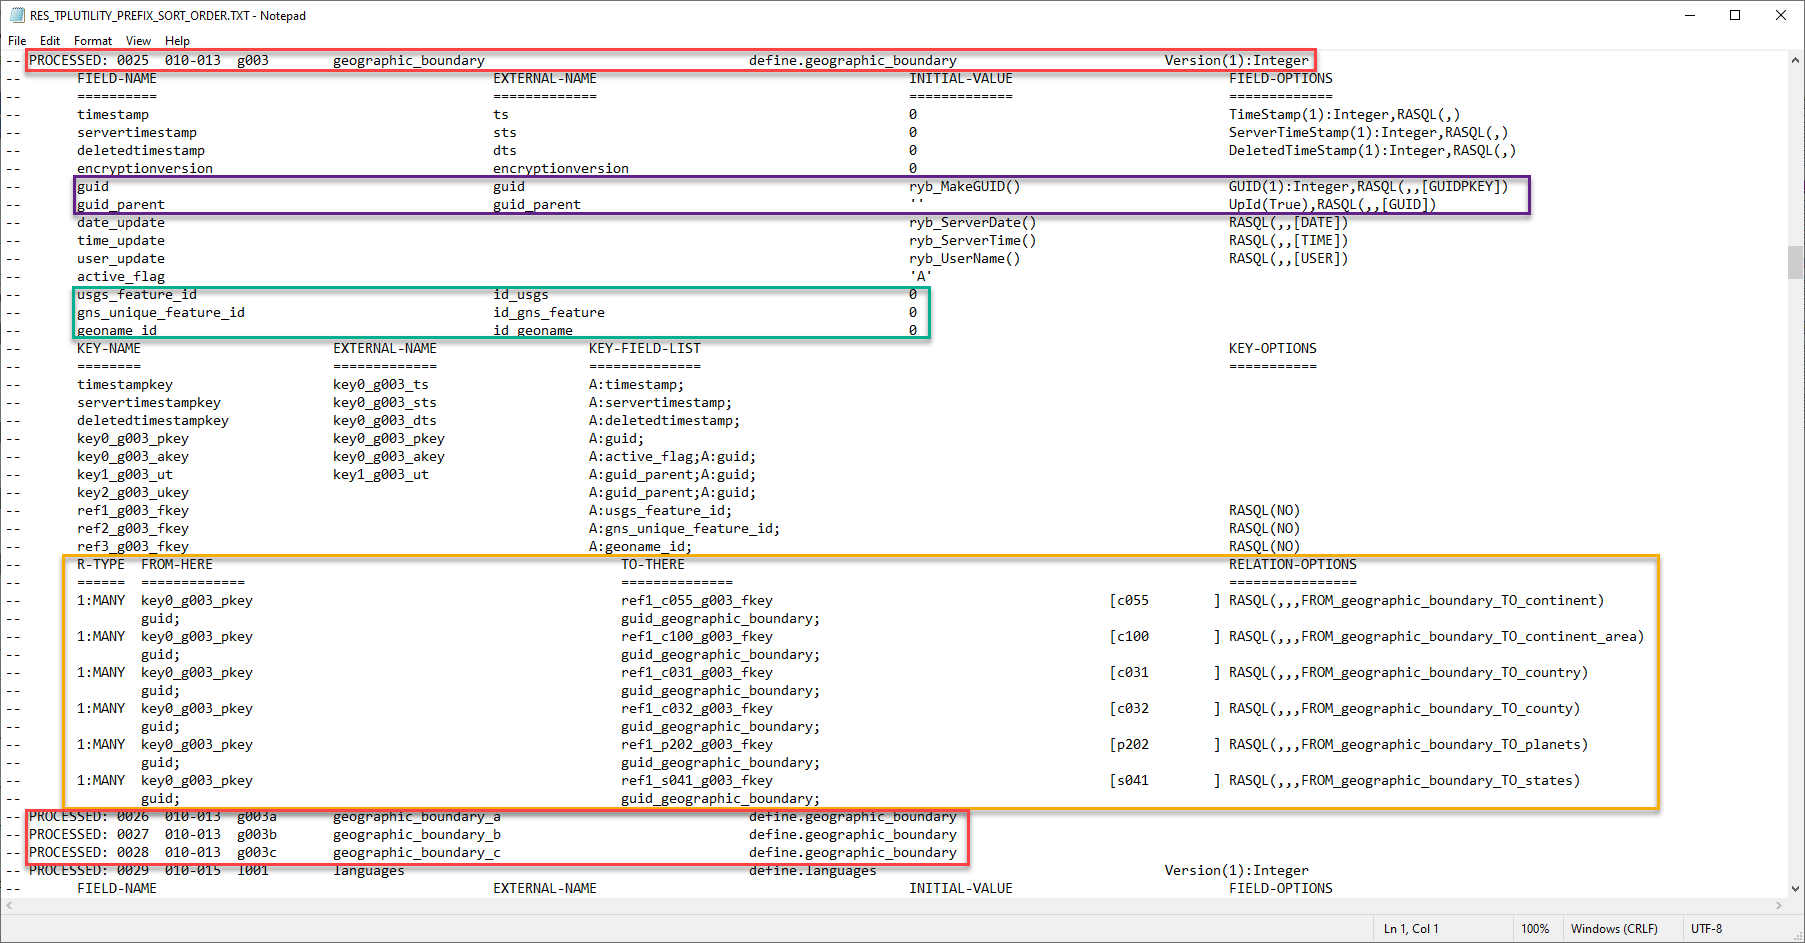 RES_TPLUTILITY_PREFIX_SORT_ORDER.TXT - Notepad
File Edit Format View Help
-- PROCESSED: 0025 010-013 g003 geographic_boundary define.geographic_boundary Version(1):Integer
-- FIELD-NAME EXTERNAL-NAME INITIAL-VALUE FIELD-OPTIONS
-- ========== ============= ============= =============
-- timestamp ts 0 TimeStamp(1):Integer,RASQL(,)
-- servertimestamp sts 0 ServerTimeStamp(1):Integer,RASQL(,)
-- deletedtimestamp dts 0 DeletedTimeStamp(1):Integer,RASQL(,)
-- encryptionversion encryptionversion 0
-- guid guid ryb_MakeGUID() GUID(1):Integer,RASQL(,,[GUIDPKEY])
-- guid_parent guid_parent '' UpId(True),RASQL(,,[GUID])
-- date_update ryb_ServerDate() RASQL(,,[DATE])
-- time_update ryb_ServerTime() RASQL(,,[TIME])
-- user_update ryb_UserName() RASQL(,,[USER])
-- active_flag 'A'
-- usgs_feature_id id_usgs 0
-- gns_unique_feature_id id_gns_feature 0
-- geoname_id id_geoname 0
-- KEY-NAME EXTERNAL-NAME KEY-FIELD-LIST KEY-OPTIONS
-- ======== ============= ============== ===========
-- timestampkey key0_g003_ts A:timestamp;
-- servertimestampkey key0_g003_sts A:servertimestamp;
-- deletedtimestampkey key0_g003_dts A:deletedtimestamp;
-- key0_g003_pkey key0_g003_pkey A:guid;
-- key0_g003_akey key0_g003_akey A:active_flag;A:guid;
-- key1_g003_ut key1_g003_ut A:guid_parent;A:guid;
-- key2_g003_ukey A:guid_parent;A:guid;
-- ref1_g003_fkey A:usgs_feature_id; RASQL(NO)
-- ref2_g003_fkey A:gns_unique_feature_id; RASQL(NO)
-- ref3_g003_fkey A:geoname_id; RASQL(NO)
-- R-TYPE FROM-HERE TO-THERE RELATION-OPTIONS
-- ====== ============= ============== ================
-- 1:MANY key0_g003_pkey ref1_c055_g003_fkey [c055 ] RASQL(,,,FROM_geographic_boundary_TO_continent)
-- guid; guid_geographic_boundary;
-- 1:MANY key0_g003_pkey ref1_c100_g003_fkey [c100 ] RASQL(,,,FROM_geographic_boundary_TO_continent_area)
-- guid; guid_geographic_boundary;
-- 1:MANY key0_g003_pkey ref1_c031_g003_fkey [c031 ] RASQL(,,,FROM_geographic_boundary_TO_country)
-- guid; guid_geographic_boundary;
-- 1:MANY key0_g003_pkey ref1_c032_g003_fkey [c032 ] RASQL(,,,FROM_geographic_boundary_TO_county)
-- guid; guid_geographic_boundary;
-- 1:MANY key0_g003_pkey ref1_p202_g003_fkey [p202 ] RASQL(,,,FROM_geographic_boundary_TO_planets)
-- guid; guid_geographic_boundary;
-- 1:MANY key0_g003_pkey ref1_s041_g003_fkey [s041 ] RASQL(,,,FROM_geographic_boundary_TO_states)
-- guid; guid_geographic_boundary;
-- PROCESSED: 0026 010-013 g003a geographic_boundary_a define.geographic_boundary
-- PROCESSED: 0027 010-013 g003b geographic_boundary_b define.geographic_boundary
-- PROCESSED: 0028 010-013 g003c geographic_boundary_c define.geographic_boundary
-- PROCESSED: 0029 010-015 l001 languages define.languages Version(1):Integer
-- FIELD-NAME EXTERNAL-NAME INITIAL-VALUE FIELD-OPTIONS
Ln 1, Col 1 100% Windows (CRLF) UTF-8